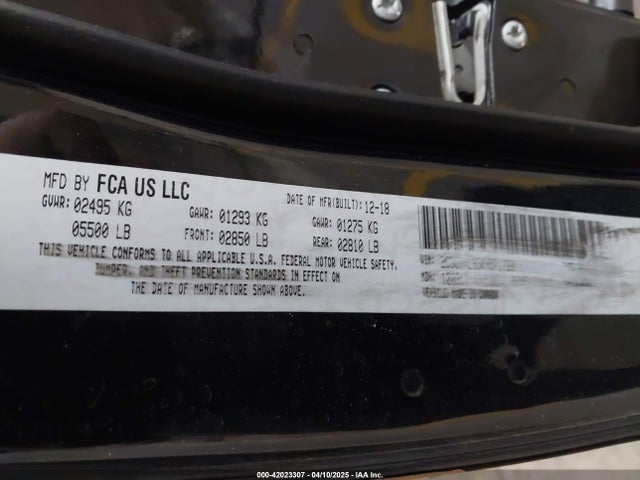 MFD BY FCA US LLC DATE OF MFR(BUILT): 12-18
GVWR: 02495 KG GAWR: 01293 KG GAWR: 01275 KG
05500 LB FRONT: 02850 LB REAR: 02810 LB
THIS VEHICLE CONFORMS TO ALL APPLICABLE U.S.A. FEDERAL MOTOR VEHICLE SAFETY,
BUMPER, AND THEFT PREVENTION STANDARDS IN EFFECT ON
THE DATE OF MANUFACTURE SHOWN ABOVE.
VIN:
MDH:
000-42023307 - 04/10/2025 - IAA Inc.